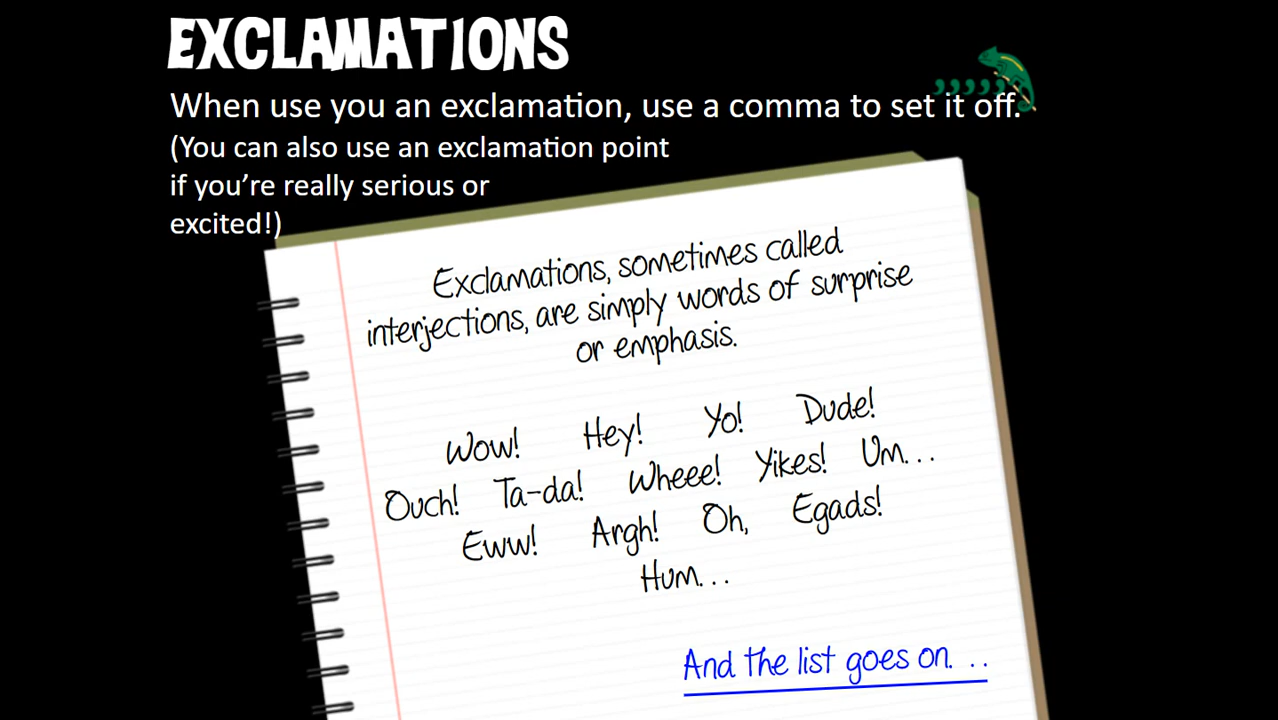 EXCLAMATIONS
When use you an exclamation, use a comma to set it off.
(You can also use an exclamation point
if you’re really serious or
excited!)
Exclamations, sometimes called
interjections, are simply words of surprise
or emphasis.
Wow! Hey! Yo! Dude!
Ouch! Ta-da! Wheee! Yikes! Um...
Eww! Argh! Oh, Egads!
Hum...
And the list goes on. ..